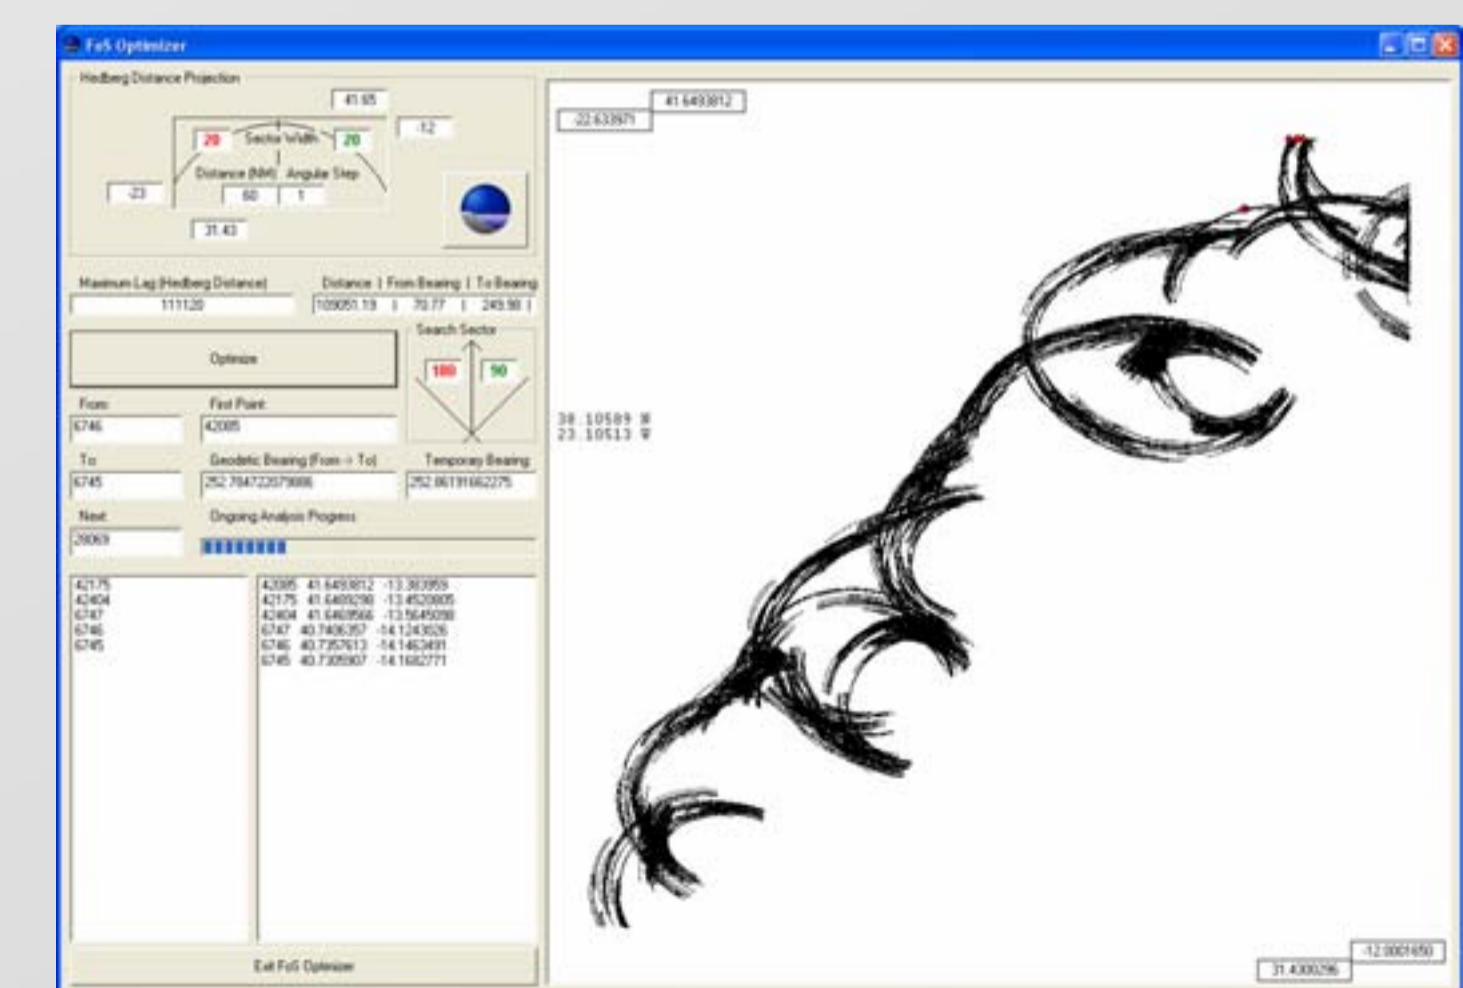 FoS Optimizer
Hedberg Distance Projection
41.65
-12
20 Sector Width 20
Distance (NM) Angular Step
-23
60 1
31.43
Maximum Lag (Hedberg Distance)
111120
Distance | From Bearing | To Bearing
109051.19 | 70.77 | 249.98 |
Optimize
Search Sector
180 90
From:
6746
First Point:
42085
To:
6745
Geodetic Bearing (From -> To)
252.784722079886
Temporary Bearing:
252.86191662275
Next:
28069
Ongoing Analysis Progress:
42175
42404
6747
6746
6745
42085 41.6493812 -13.383959
42175 41.6489298 -13.4520805
42404 41.6469566 -13.5645098
6747 40.7406357 -14.1243026
6746 40.7357613 -14.1463491
6745 40.7305907 -14.1682771
Exit FoS Optimizer
41.6493812
-22.633971
38.10589 N
23.10513 W
-12.0001650
31.4300296